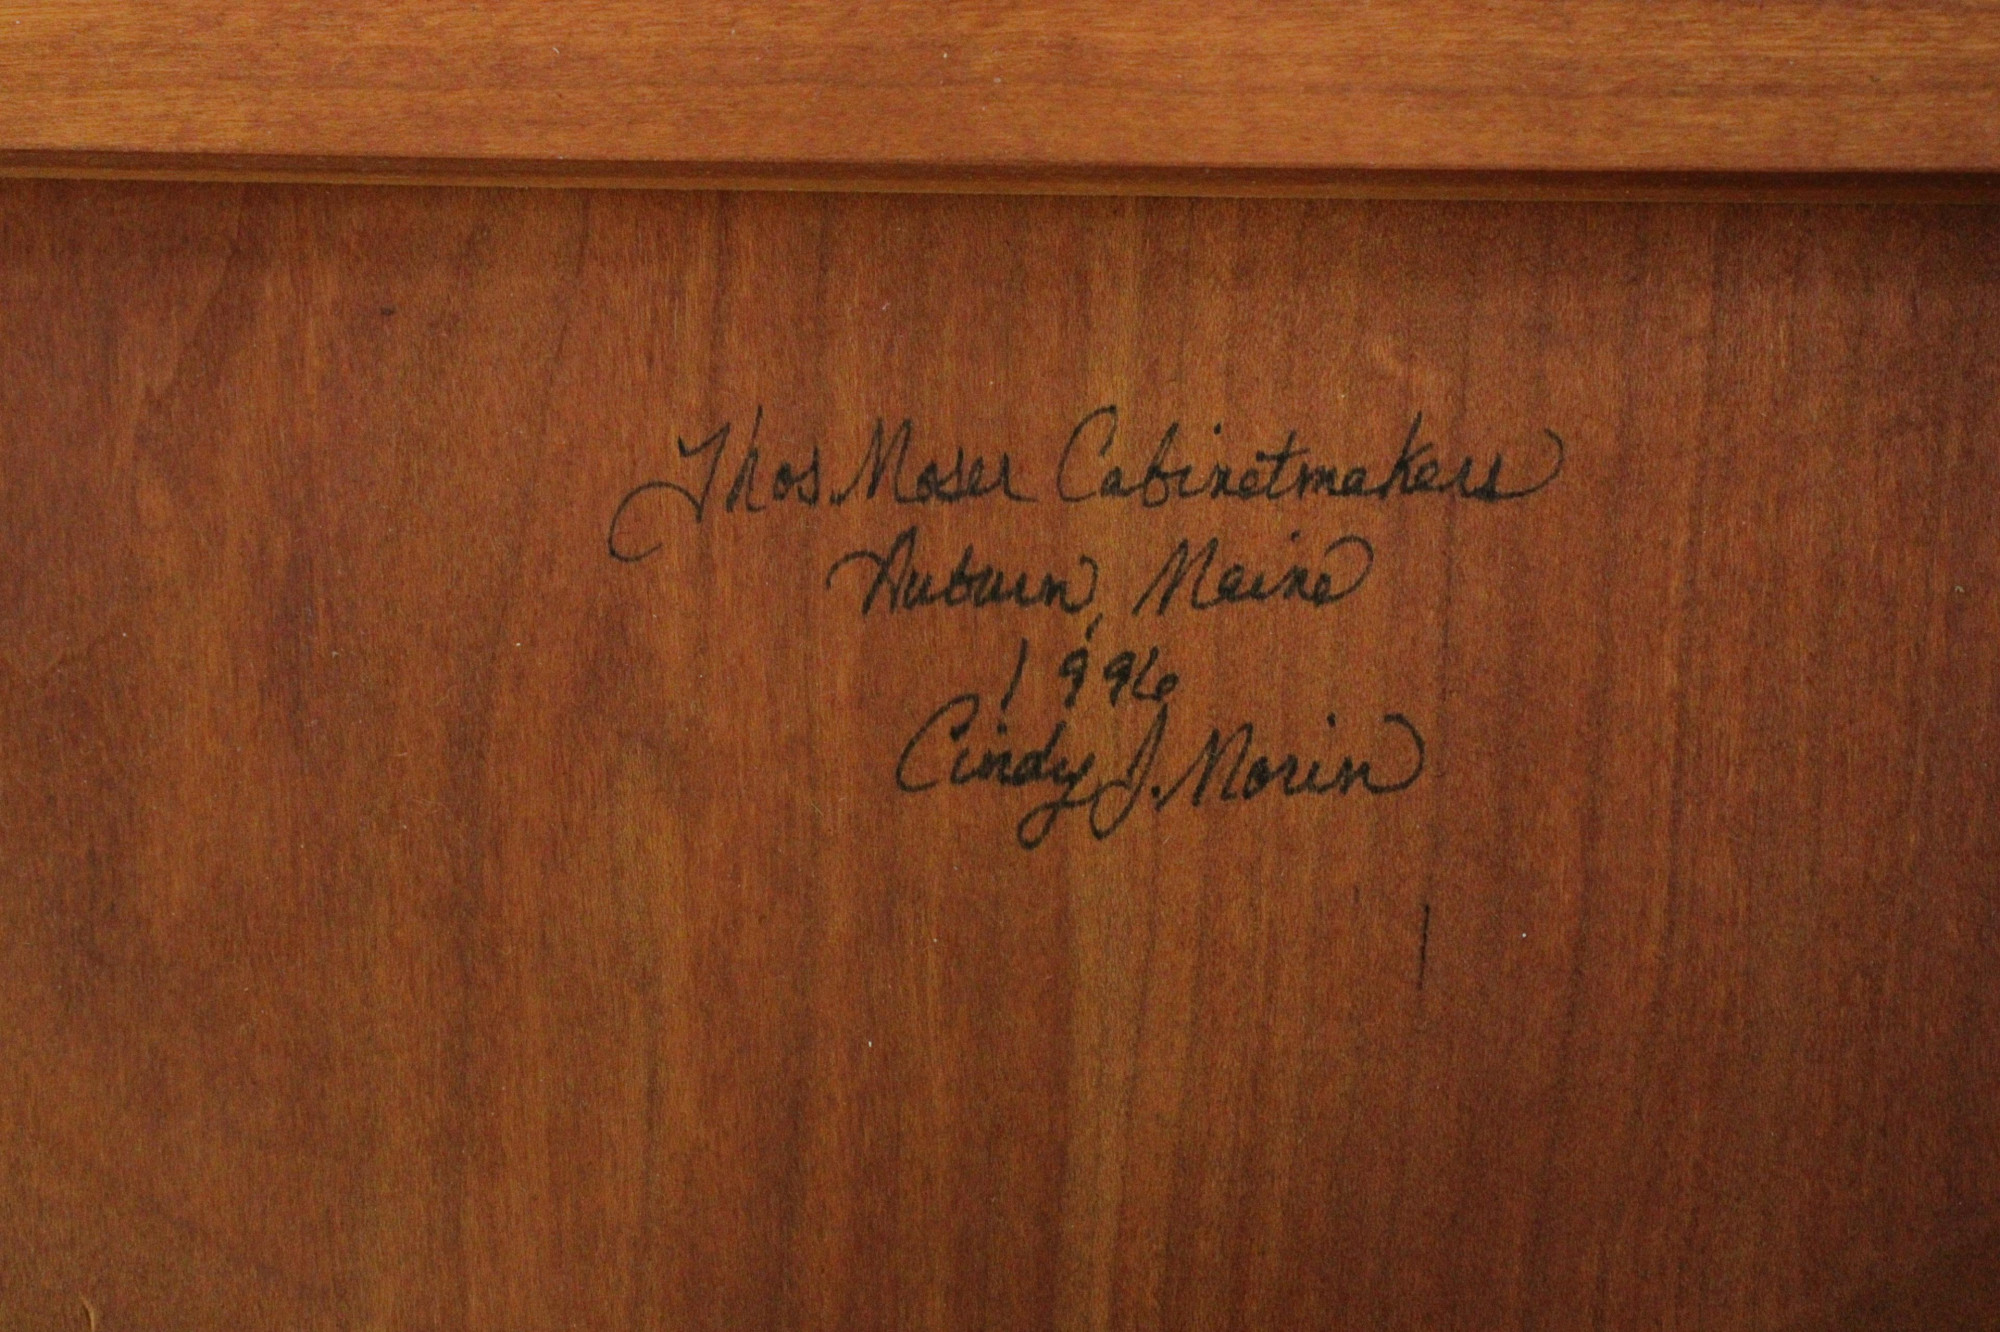 Thos. Moser Cabinetmakers
Auburn, Maine
1996
Cindy J. Morin